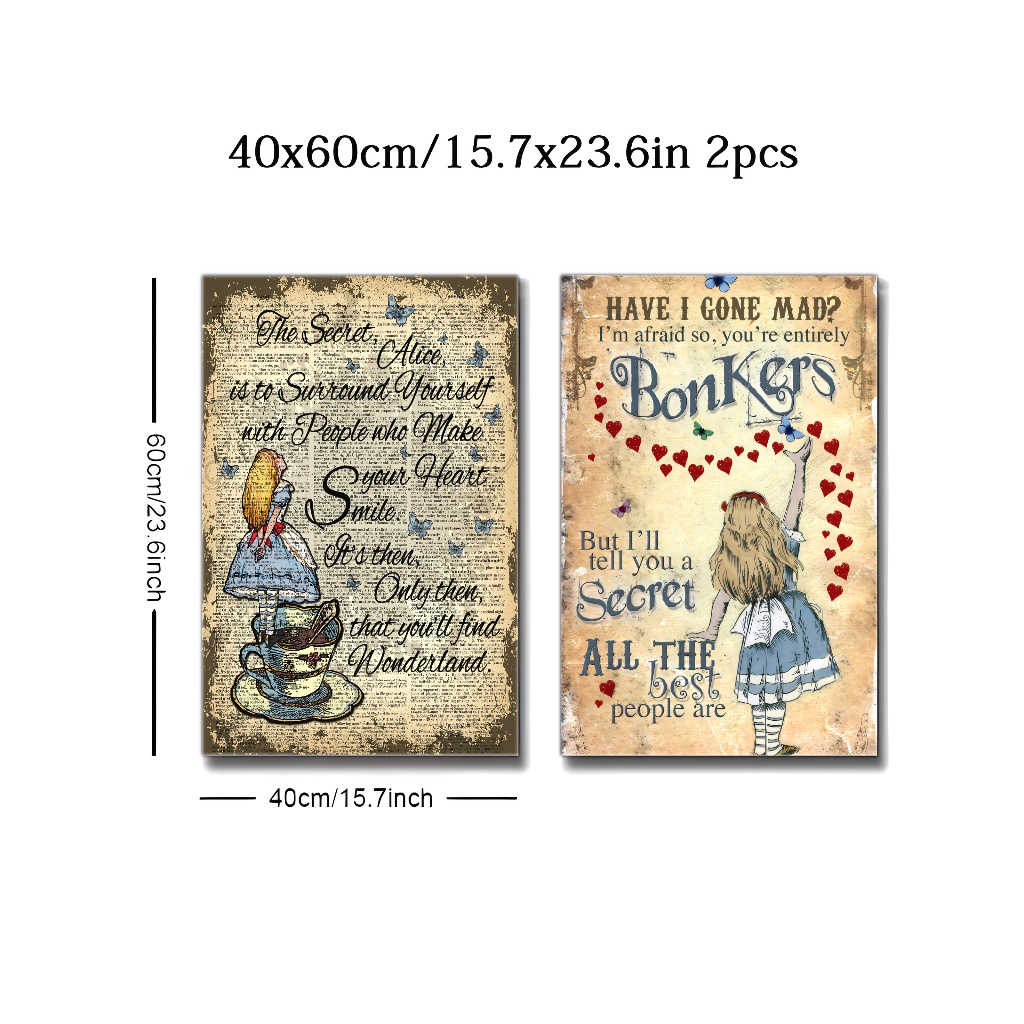 40x60cm/15.7x23.6in 2pcs
The Secret,
Alice,
is to Surround Yourself
with People who Make
your Heart
Smile.
It's then,
Only then,
that you'll find
Wonderland.
HAVE I GONE MAD?
I'm afraid so, you're entirely
BonKers
But I'll
tell you a
Secret
ALL THE
best
people are
60cm/23.6inch
40cm/15.7inch